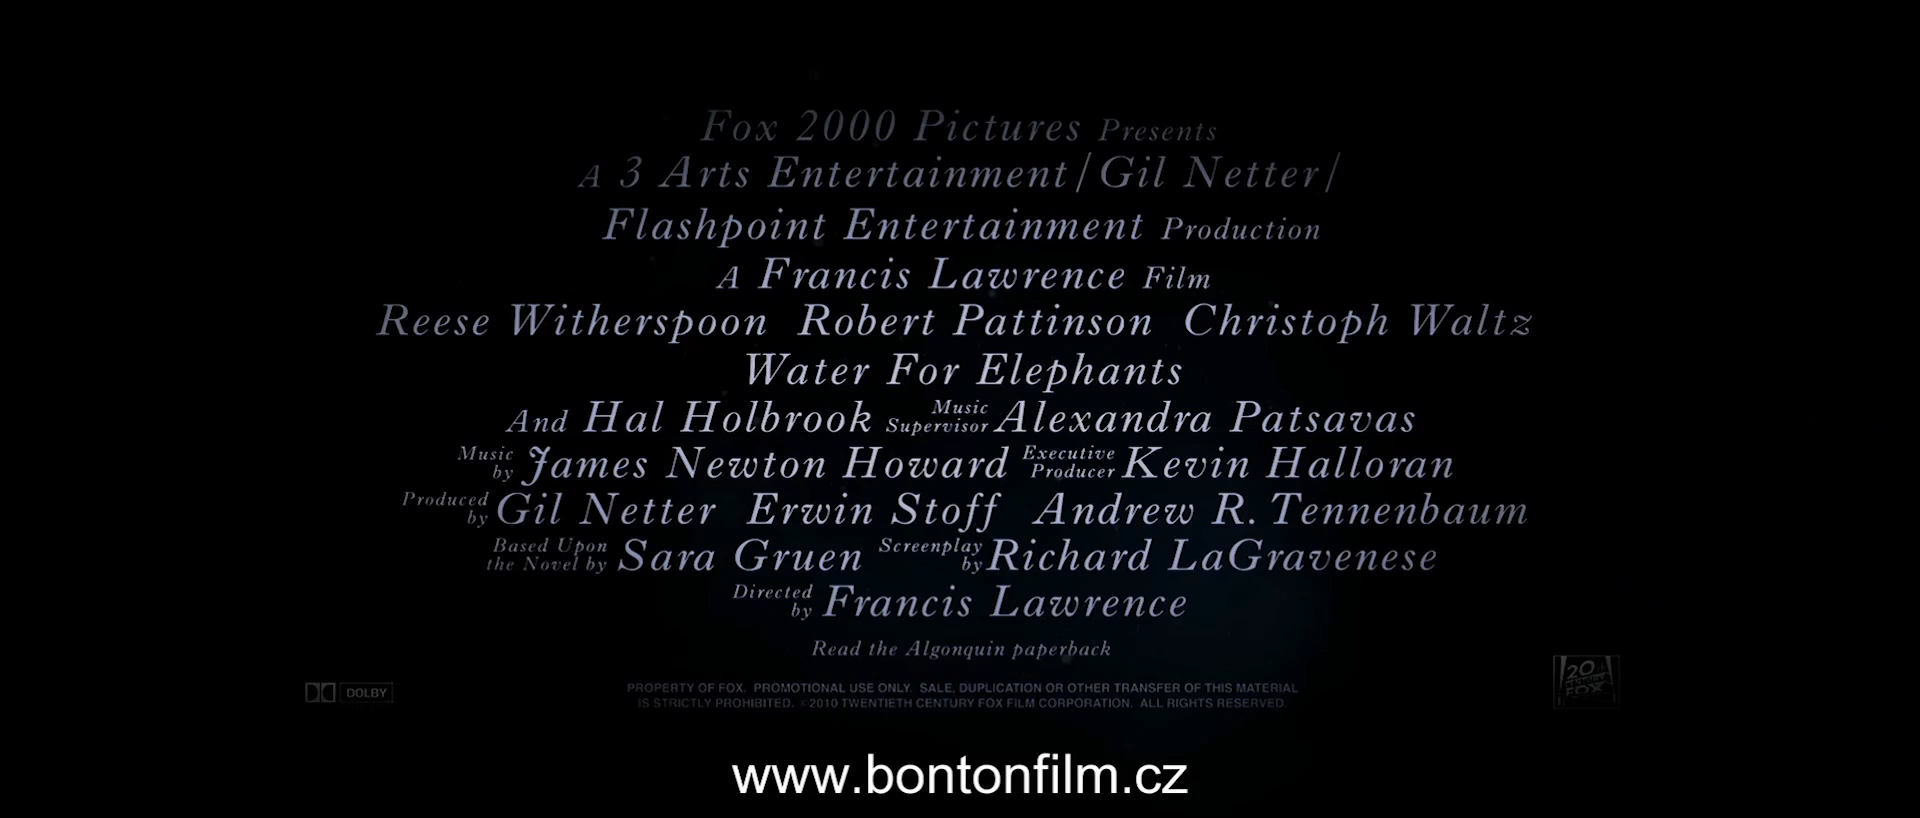 Fox 2000 Pictures Presents
A 3 Arts Entertainment/Gil Netter/
Flashpoint Entertainment Production
A Francis Lawrence Film
Reese Witherspoon Robert Pattinson Christoph Waltz
Water For Elephants
And Hal Holbrook Music Supervisor Alexandra Patsavas
Music by James Newton Howard Executive Producer Kevin Halloran
Produced by Gil Netter Erwin Stoff Andrew R. Tennenbaum
Based Upon the Novel by Sara Gruen Screenplay by Richard LaGravenese
Directed by Francis Lawrence
Read the Algonquin paperback
DOLBY
PROPERTY OF FOX. PROMOTIONAL USE ONLY. SALE, DUPLICATION OR OTHER TRANSFER OF THIS MATERIAL
IS STRICTLY PROHIBITED. ©2010 TWENTIETH CENTURY FOX FILM CORPORATION. ALL RIGHTS RESERVED.
20
CENTURY
FOX
www.bontonfilm.cz